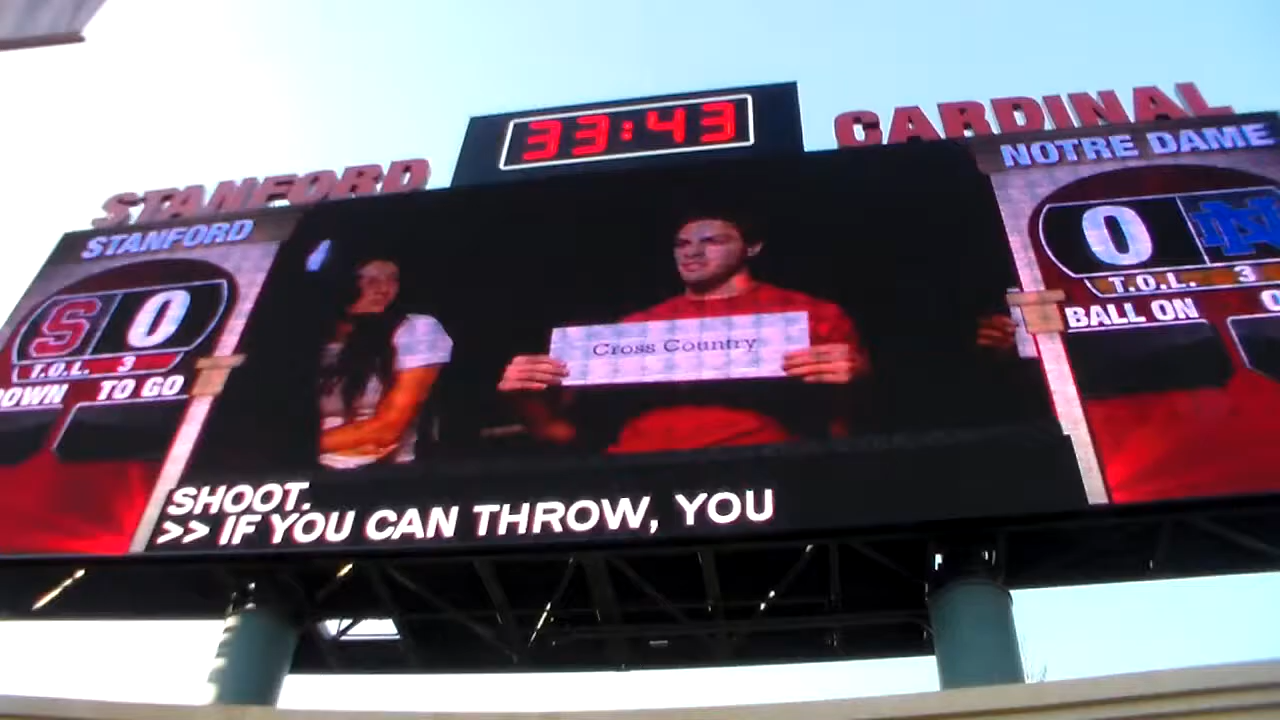 33:43
STANFORD CARDINAL
STANFORD
S 0
T.O.L. 3
OWN TO GO
Cross Country
NOTRE DAME
0 ND
T.O.L. 3
BALL ON
SHOOT.
>> IF YOU CAN THROW, YOU